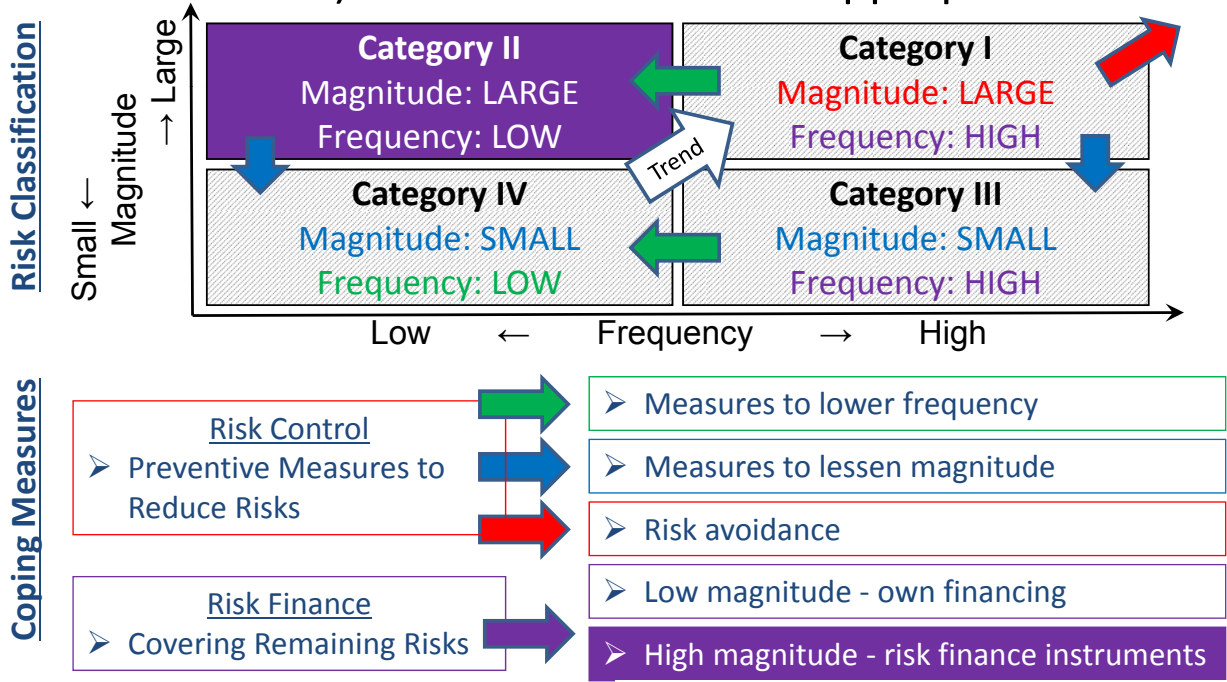 Risk Classification
Small ← Magnitude → Large
Category II
Magnitude: LARGE
Frequency: LOW
Category I
Magnitude: LARGE
Frequency: HIGH
Trend
Category IV
Magnitude: SMALL
Frequency: LOW
Category III
Magnitude: SMALL
Frequency: HIGH
Low ← Frequency → High
Coping Measures
Risk Control
➢ Preventive Measures to
Reduce Risks
➢ Measures to lower frequency
➢ Measures to lessen magnitude
➢ Risk avoidance
Risk Finance
➢ Covering Remaining Risks
➢ Low magnitude - own financing
➢ High magnitude - risk finance instruments